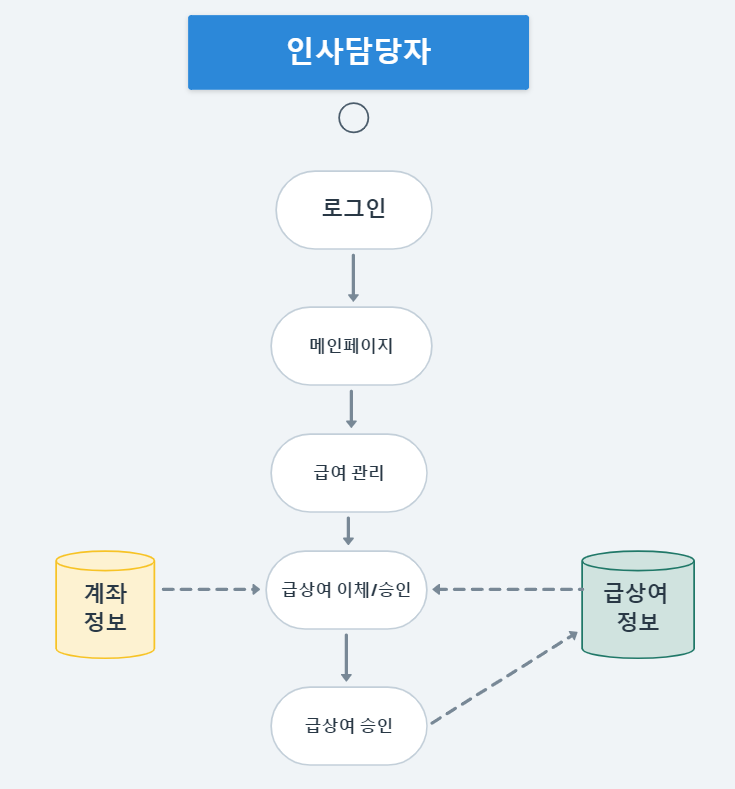 인사담당자
로그인
메인페이지
급여 관리
계좌
정보
급상여 이체/승인
급상여
정보
급상여 승인